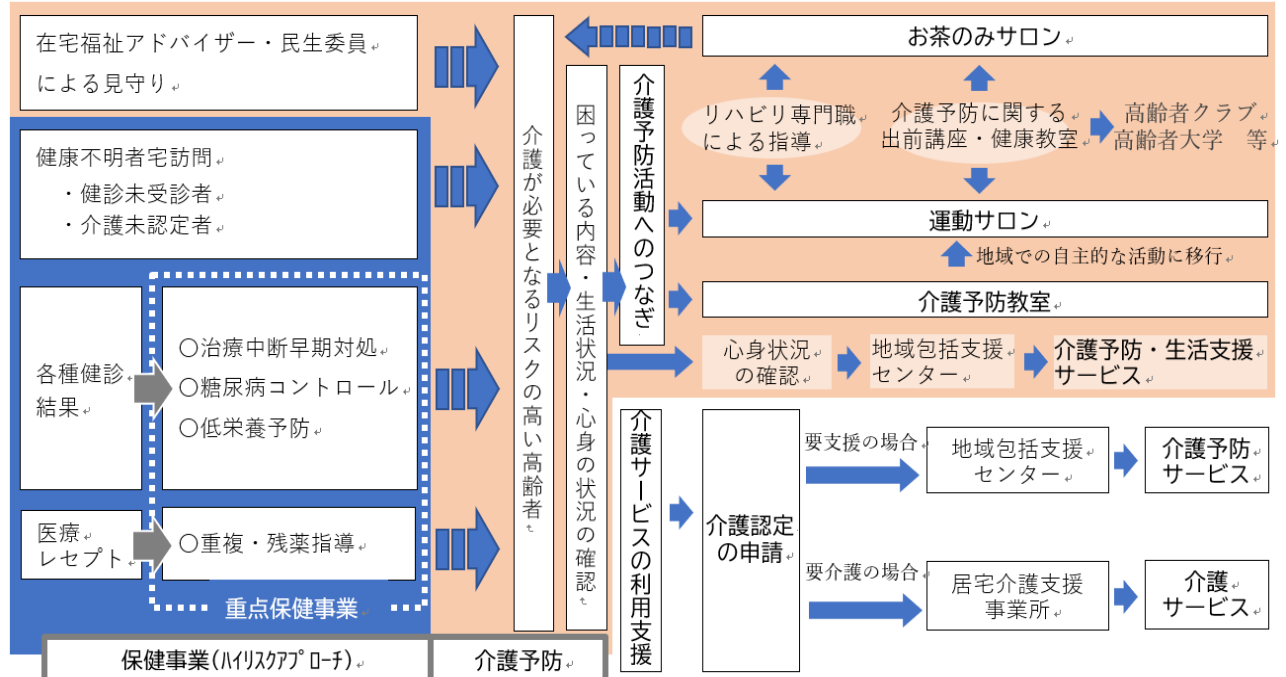 在宅福祉アドバイザー・民生委員
による見守り
健康不明者宅訪問
・健診未受診者
・介護未認定者
各種健診
結果
〇治療中断早期対処
〇糖尿病コントロール
〇低栄養予防
医療
レセプト
〇重複・残薬指導
重点保健事業
保健事業(ﾊｲﾘｽｸｱﾌﾟﾛｰﾁ)
介護予防
介護が必要となるリスクの高い高齢者
困っている内容・生活状況・心身の状況の確認
介護予防活動へのつなぎ
お茶のみサロン
リハビリ専門職
による指導
介護予防に関する
出前講座・健康教室
高齢者クラブ
高齢者大学　等
運動サロン
地域での自主的な活動に移行
介護予防教室
心身状況
の確認
地域包括支援
センター
介護予防・生活支援
サービス
介護サービスの利用支援
介護認定
の申請
要支援の場合
地域包括支援
センター
介護予防
サービス
要介護の場合
居宅介護支援
事業所
介護
サービス